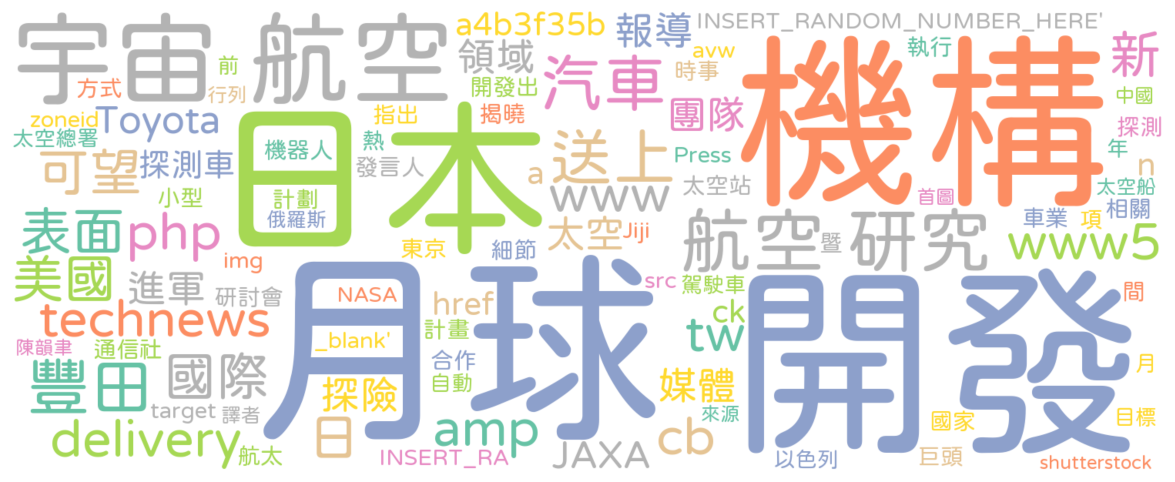 宇宙 航空 a4b3f35b 報導 INSERT_RANDOM_NUMBER_HERE'
領域 avw 執行 新
方式 前 行列 開發出 汽車 時事 機構 中國
zoneid Toyota 指出 揭曉 團隊 探測
太空總署 日本 機器人 熱 送上 Press 年
可望 探測車 發言人 a 太空站 n 太空船
小型 計劃 www 首圖 相關
表面 php 俄羅斯 太空 Jiji 航空 暨 研究 車業 項 www5
東京 細節
美國 進軍 img 研討會 NASA href src 駕駛車 間
technews 月球 開發 ck
_blank' 計畫 tw
陳韻聿 通信社 合作 月
豐田 國際 探險 自動 媒體
target 譯者 來源 國家 目標
delivery 航太 日 amp cb
INSERT_RA JAXA 以色列 巨頭 shutterstock